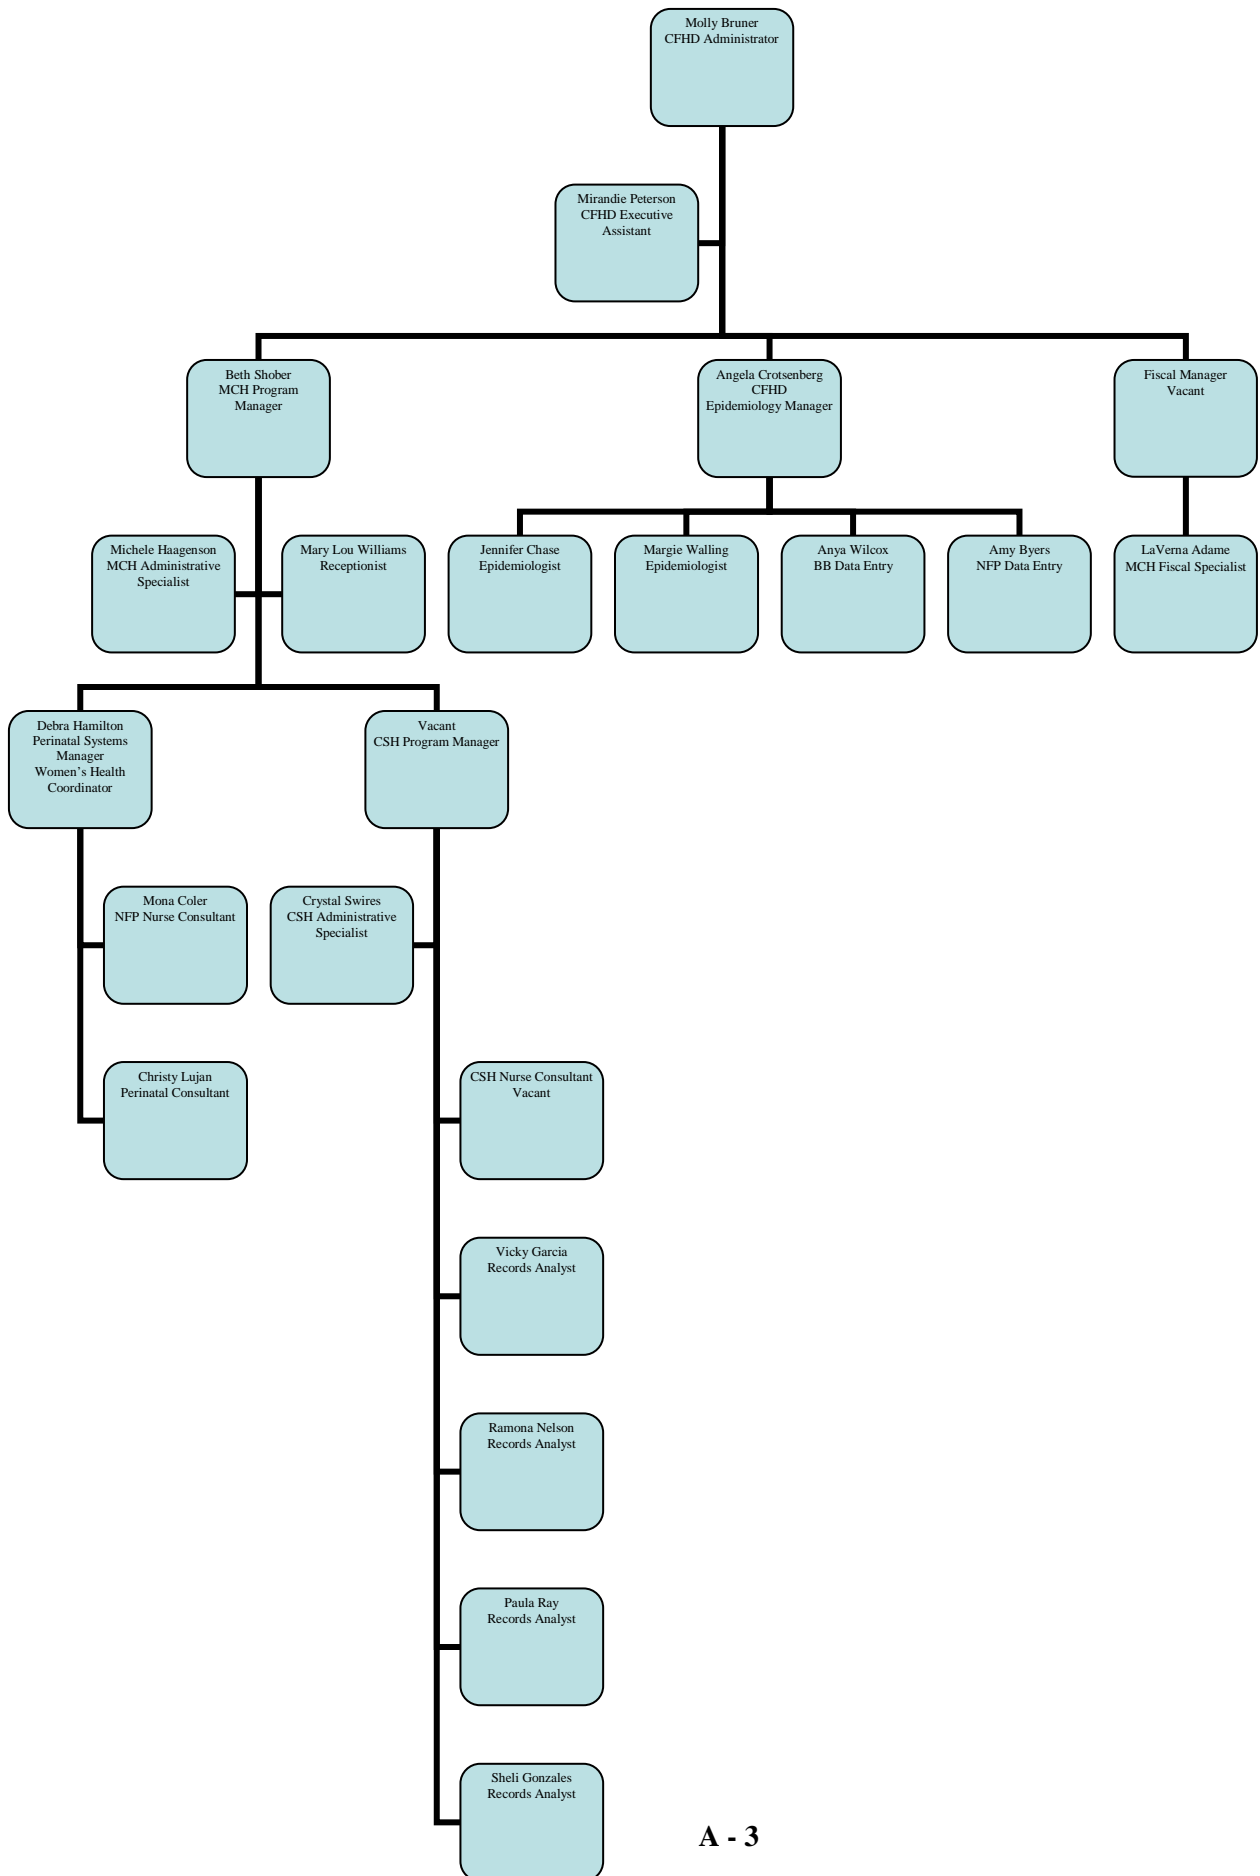 Molly Bruner
CFHD Administrator
Mirandie Peterson
CFHD Executive
Assistant
Beth Shober
MCH Program
Manager
Angela Crotsenberg
CFHD
Epidemiology Manager
Fiscal Manager
Vacant
Michele Haagenson
MCH Administrative
Specialist
Mary Lou Williams
Receptionist
Jennifer Chase
Epidemiologist
Margie Walling
Epidemiologist
Anya Wilcox
BB Data Entry
Amy Byers
NFP Data Entry
LaVerna Adame
MCH Fiscal Specialist
Debra Hamilton
Perinatal Systems
Manager
Women’s Health
Coordinator
Vacant
CSH Program Manager
Mona Coler
NFP Nurse Consultant
Crystal Swires
CSH Administrative
Specialist
Christy Lujan
Perinatal Consultant
CSH Nurse Consultant
Vacant
Vicky Garcia
Records Analyst
Ramona Nelson
Records Analyst
Paula Ray
Records Analyst
Sheli Gonzales
Records Analyst
A - 3